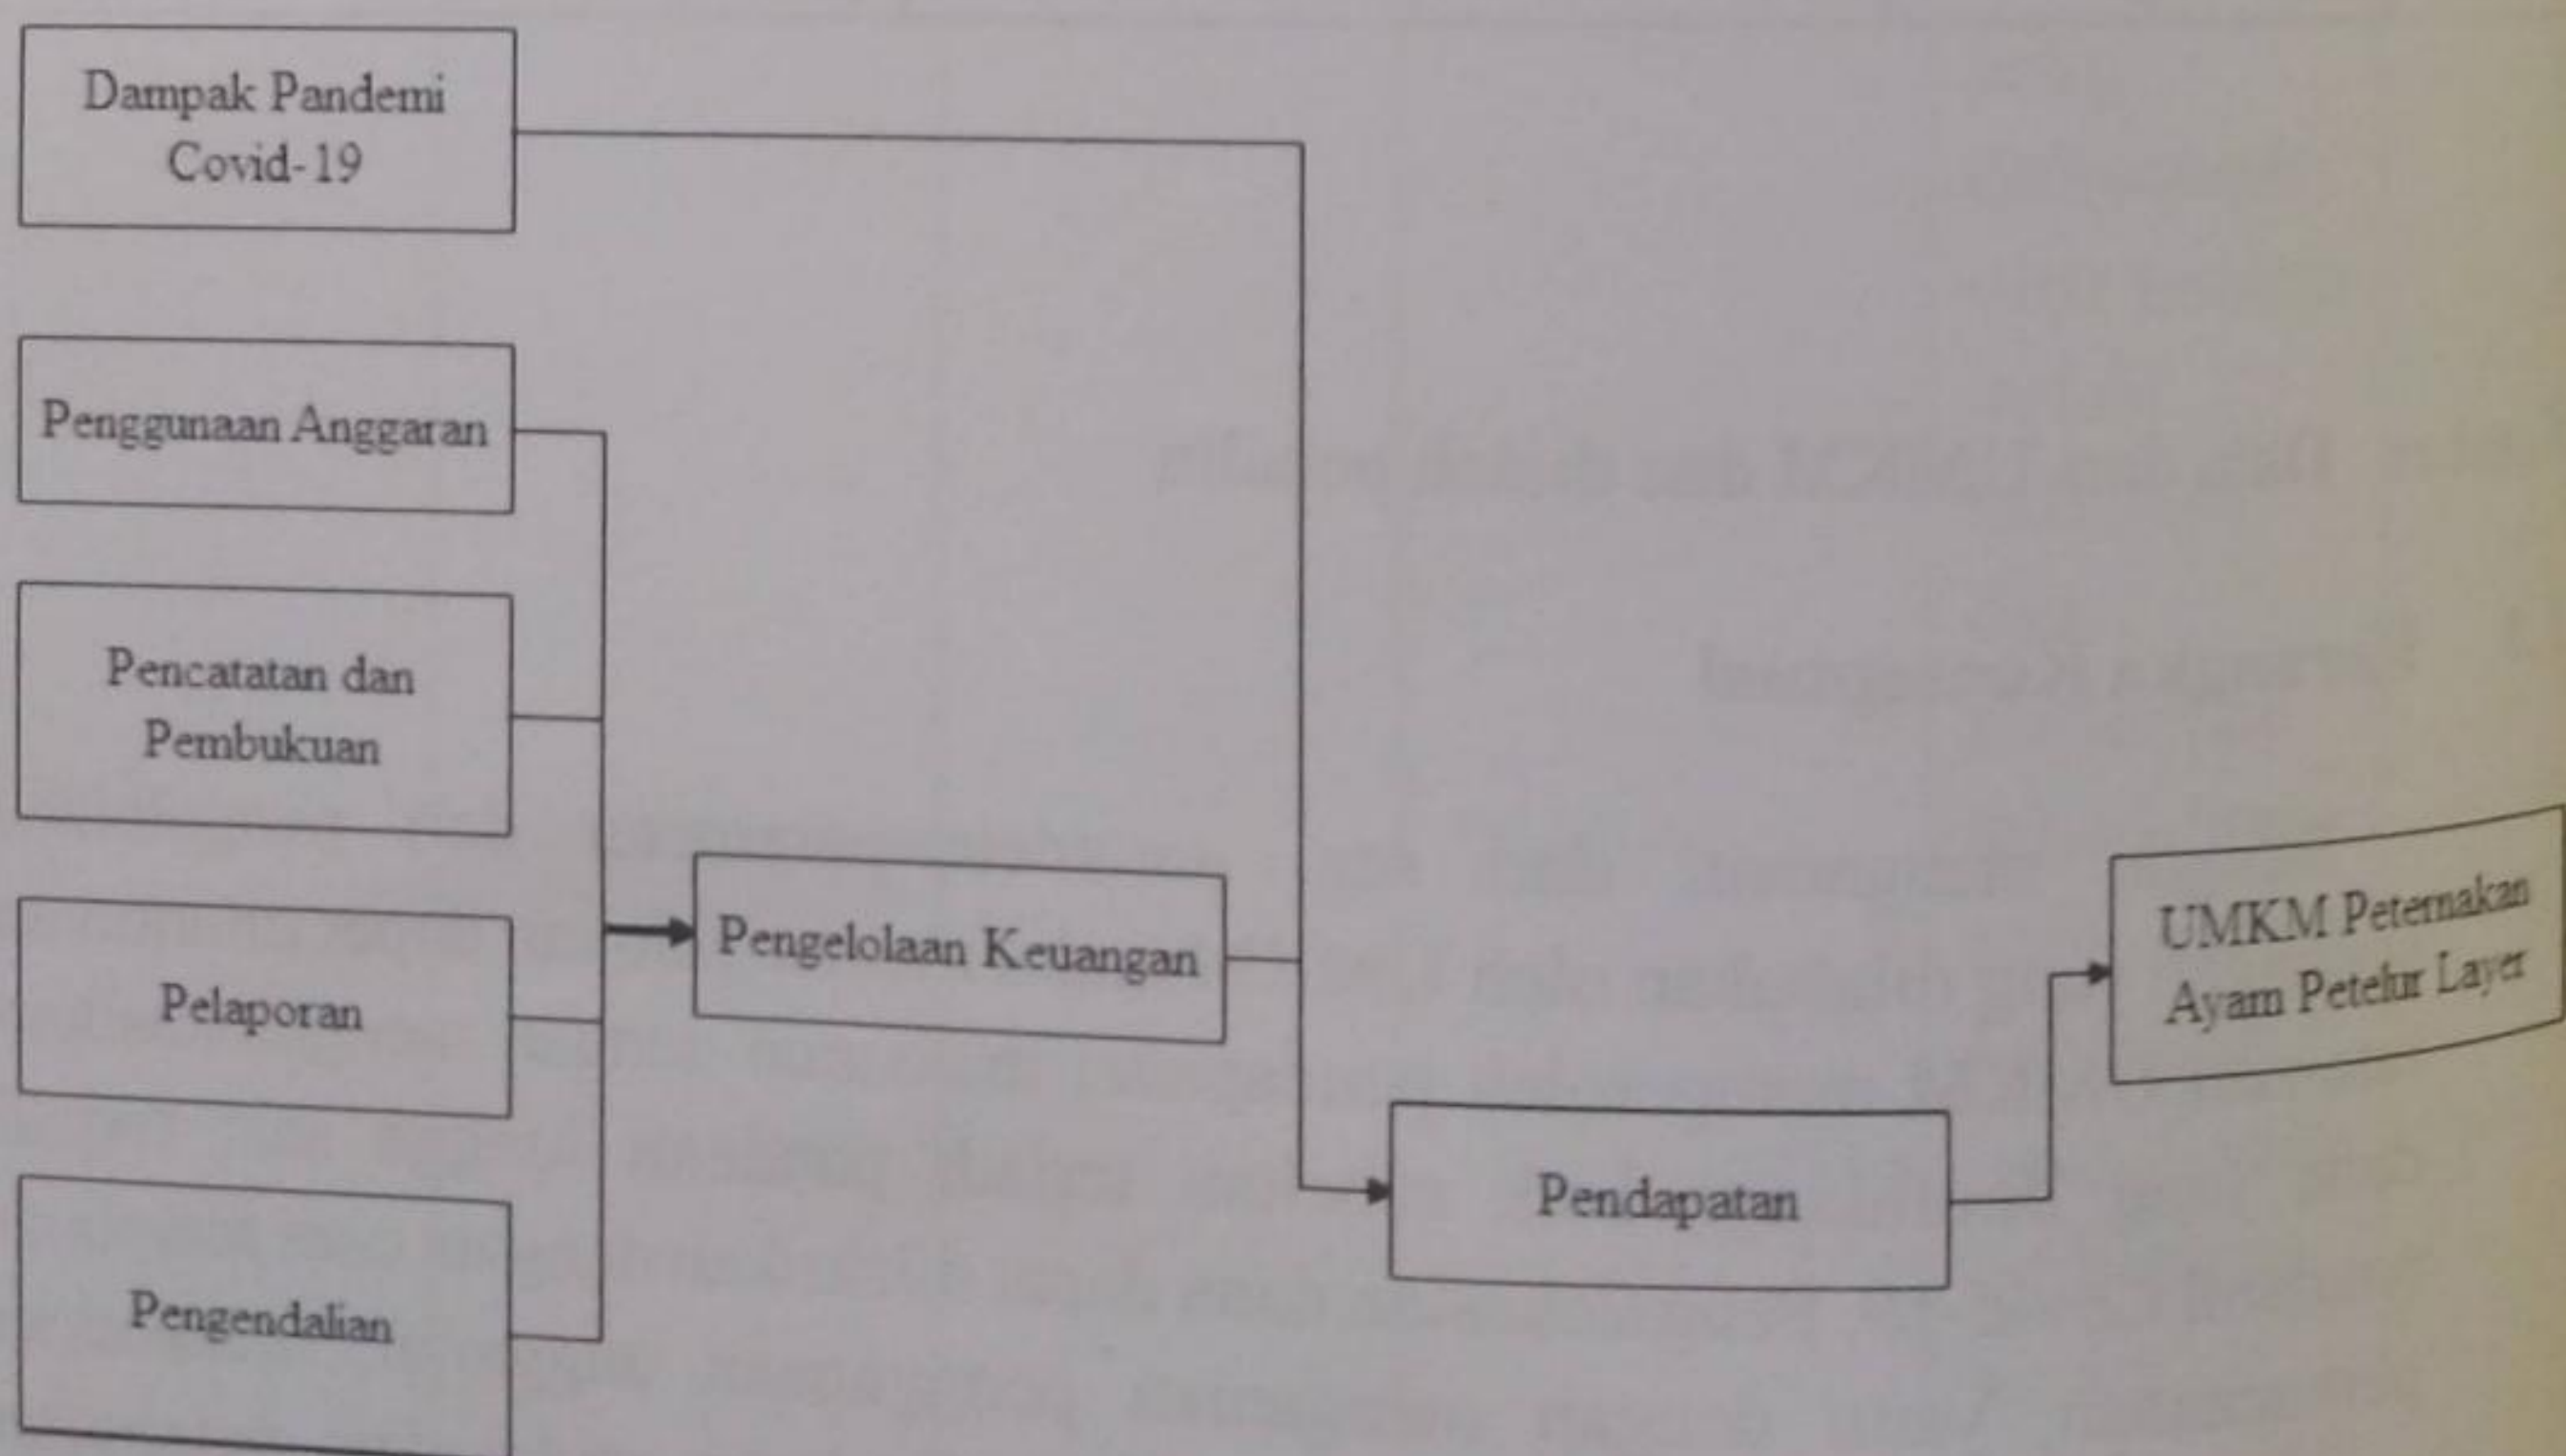 Dampak Pandemi
Covid-19
Penggunaan Anggaran
Pencatatan dan
Pembukuan
Pelaporan
Pengendalian
Pengelolaan Keuangan
Pendapatan
UMKM Peternakan
Ayam Petelur Layer